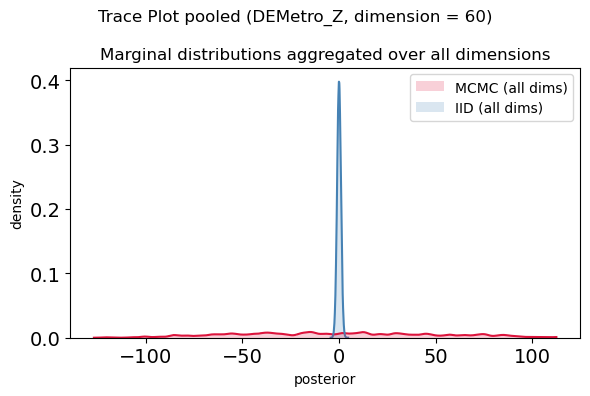 Trace Plot pooled (DEMetro_Z, dimension = 60)
Marginal distributions aggregated over all dimensions
MCMC (all dims)
IID (all dims)
density
0.4
0.3
0.2
0.1
0.0
−100
−50
0
50
100
posterior